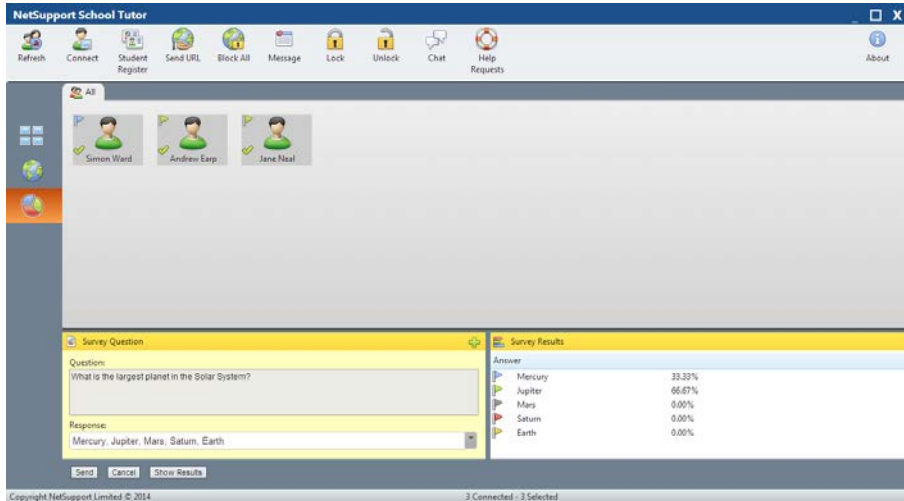 NetSupport School Tutor
Refresh Connect Student Register Send URL Block All Message Lock Unlock Chat Help Requests About
All
Simon Ward Andrew Earp Jane Neal
Survey Question
Question:
What is the largest planet in the Solar System?
Response:
Mercury, Jupiter, Mars, Saturn, Earth
Send Cancel Show Results
Survey Results
Answer
Mercury 33.33%
Jupiter 66.67%
Mars 0.00%
Saturn 0.00%
Earth 0.00%
Copyright NetSupport Limited © 2014 3 Connected - 3 Selected